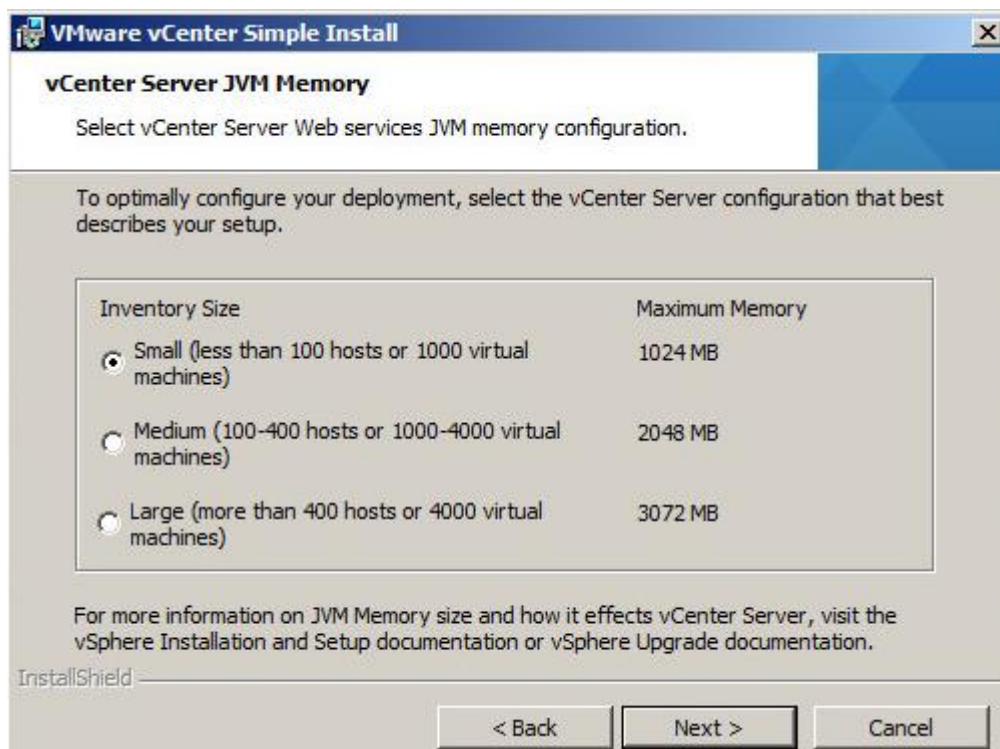 VMware vCenter Simple Install
vCenter Server JVM Memory
Select vCenter Server Web services JVM memory configuration.
To optimally configure your deployment, select the vCenter Server configuration that best
describes your setup.
Inventory Size Maximum Memory
Small (less than 100 hosts or 1000 virtual 1024 MB
machines)
Medium (100-400 hosts or 1000-4000 virtual 2048 MB
machines)
Large (more than 400 hosts or 4000 virtual 3072 MB
machines)
For more information on JVM Memory size and how it effects vCenter Server, visit the
vSphere Installation and Setup documentation or vSphere Upgrade documentation.
InstallShield
< Back Next > Cancel